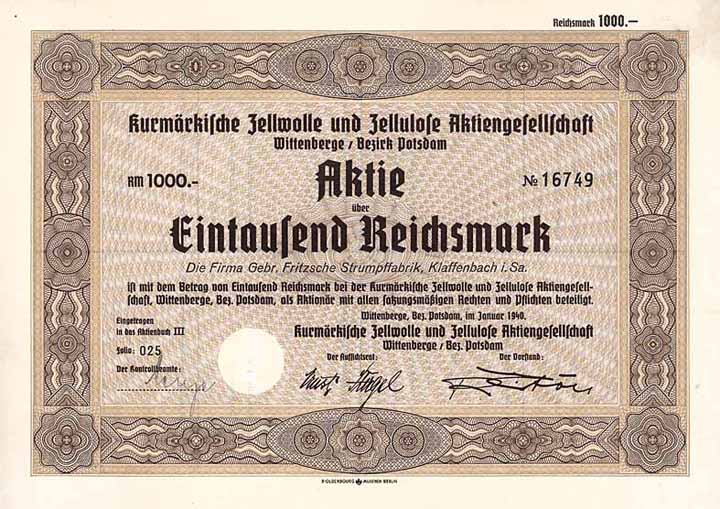 Reichsmark 1000.—
Kurmärkische Zellwolle und Zellulose Aktiengesellschaft
Wittenberge / Bezirk Potsdam
Aktie
RM 1000.-
№ 16749
über
Eintausend Reichsmark
Die Firma Gebr. Fritzsche Strumpffabrik, Klaffenbach i. Sa.
ist mit dem Betrag von Eintausend Reichsmark bei der Kurmärkische Zellwolle und Zellulose Aktiengesell-
schaft, Wittenberge, Bez. Potsdam, als Aktionär mit allen satzungsmäßigen Rechten und Pflichten beteiligt.
Wittenberge, Bez. Potsdam, im Januar 1940.
Eingetragen
in das Aktienbuch III
Folio: 025
Der Kontrollbeamte:
Kurmärkische Zellwolle und Zellulose Aktiengesellschaft
Wittenberge / Bez. Potsdam
Der Aufsichtsrat:
Der Vorstand:
R·OLDENBOURG MÜNCHEN BERLIN